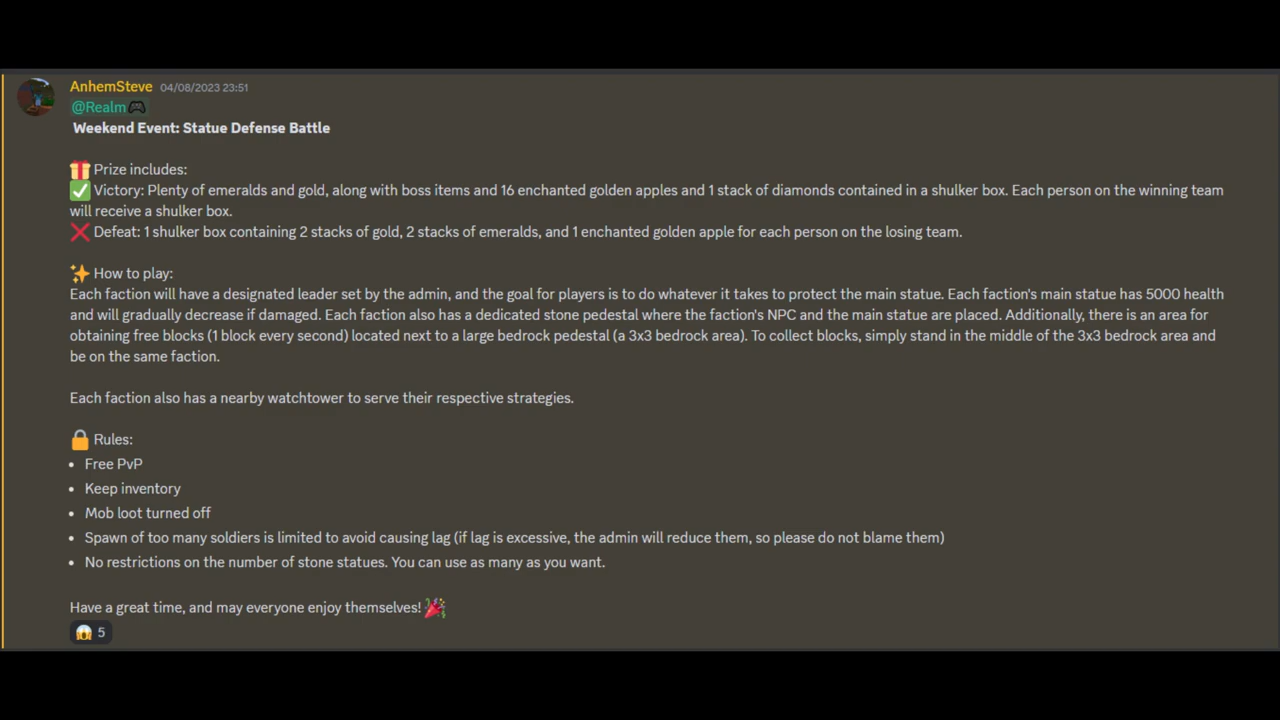 AnhemSteve 04/08/2023 23:51
@Realm🎮
Weekend Event: Statue Defense Battle
🎁 Prize includes:
✅ Victory: Plenty of emeralds and gold, along with boss items and 16 enchanted golden apples and 1 stack of diamonds contained in a shulker box. Each person on the winning team
will receive a shulker box.
❌ Defeat: 1 shulker box containing 2 stacks of gold, 2 stacks of emeralds, and 1 enchanted golden apple for each person on the losing team.
✨ How to play:
Each faction will have a designated leader set by the admin, and the goal for players is to do whatever it takes to protect the main statue. Each faction's main statue has 5000 health
and will gradually decrease if damaged. Each faction also has a dedicated stone pedestal where the faction's NPC and the main statue are placed. Additionally, there is an area for
obtaining free blocks (1 block every second) located next to a large bedrock pedestal (a 3x3 bedrock area). To collect blocks, simply stand in the middle of the 3x3 bedrock area and
be on the same faction.
Each faction also has a nearby watchtower to serve their respective strategies.
🔒 Rules:
• Free PvP
• Keep inventory
• Mob loot turned off
• Spawn of too many soldiers is limited to avoid causing lag (if lag is excessive, the admin will reduce them, so please do not blame them)
• No restrictions on the number of stone statues. You can use as many as you want.
Have a great time, and may everyone enjoy themselves! 🎉
😱 5